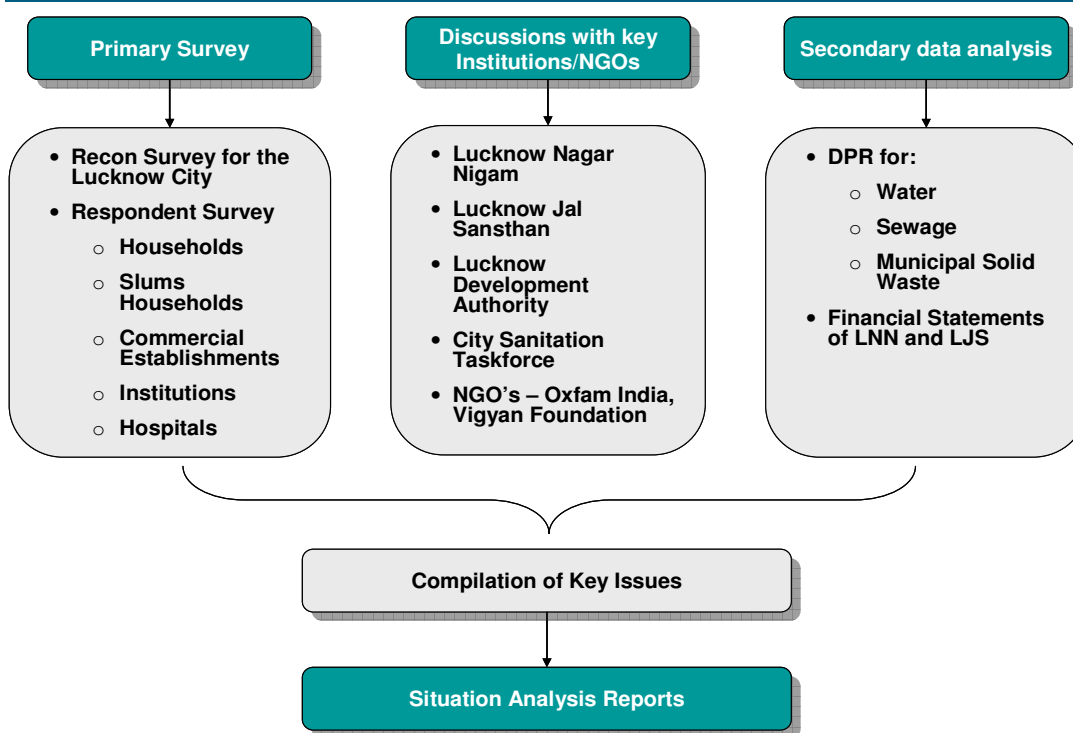 Primary Survey
• Recon Survey for the
Lucknow City
• Respondent Survey
o Households
o Slums
Households
o Commercial
Establishments
o Institutions
o Hospitals
Discussions with key
Institutions/NGOs
• Lucknow Nagar
Nigam
• Lucknow Jal
Sansthan
• Lucknow
Development
Authority
• City Sanitation
Taskforce
• NGO's – Oxfam India,
Vigyan Foundation
Secondary data analysis
• DPR for:
o Water
o Sewage
o Municipal Solid
Waste
• Financial Statements
of LNN and LJS
Compilation of Key Issues
Situation Analysis Reports